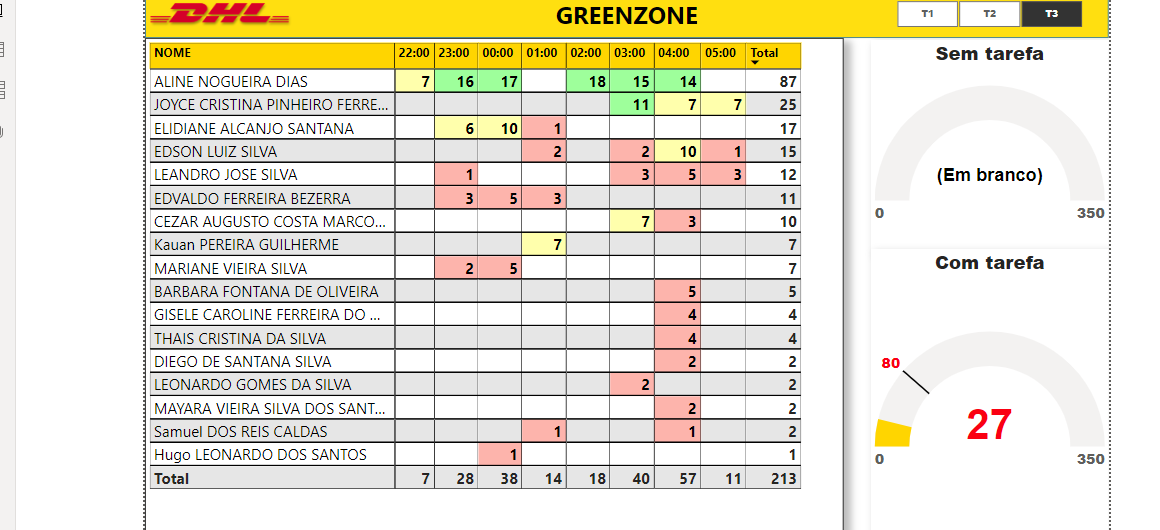 DHL
GREENZONE
T1 T2 T3
NOME 22:00 23:00 00:00 01:00 02:00 03:00 04:00 05:00 Total
ALINE NOGUEIRA DIAS 7 16 17 18 15 14 87
JOYCE CRISTINA PINHEIRO FERRE... 11 7 7 25
ELIDIANE ALCANJO SANTANA 6 10 1 17
EDSON LUIZ SILVA 2 2 10 1 15
LEANDRO JOSE SILVA 1 3 5 3 12
EDVALDO FERREIRA BEZERRA 3 5 3 11
CEZAR AUGUSTO COSTA MARCO... 7 3 10
Kauan PEREIRA GUILHERME 7 7
MARIANE VIEIRA SILVA 2 5 7
BARBARA FONTANA DE OLIVEIRA 5 5
GISELE CAROLINE FERREIRA DO ... 4 4
THAIS CRISTINA DA SILVA 4 4
DIEGO DE SANTANA SILVA 2 2
LEONARDO GOMES DA SILVA 2 2
MAYARA VIEIRA SILVA DOS SANT... 2 2
Samuel DOS REIS CALDAS 1 1 2
Hugo LEONARDO DOS SANTOS 1 1
Total 7 28 38 14 18 40 57 11 213
Sem tarefa
(Em branco)
0 350
Com tarefa
80
27
0 350